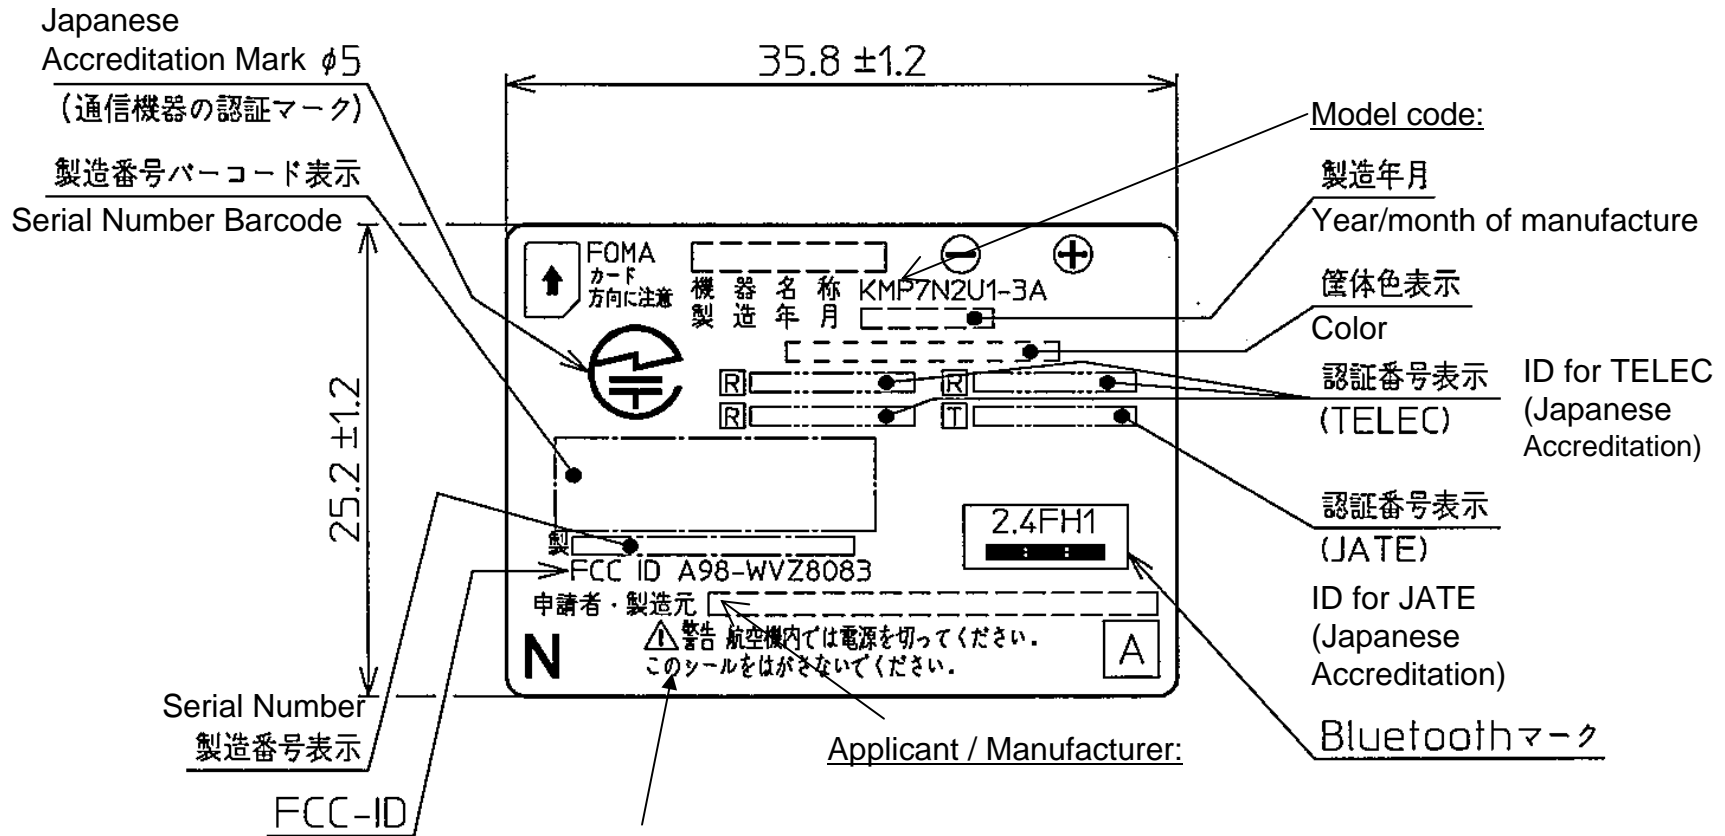 Japanese
Accreditation Mark φ5
(通信機器の認証マーク)
製造番号バーコード表示
Serial Number Barcode
35.8 ±1.2
25.2 ±1.2
Model code:
製造年月
Year/month of manufacture
筐体色表示
Color
認証番号表示
(TELEC)
ID for TELEC
(Japanese
Accreditation)
認証番号表示
(JATE)
ID for JATE
(Japanese
Accreditation)
Bluetoothマーク
FOMA
カード
方向に注意
機器名称 KMP7N2U1-3A
製造年月
R R
R T
2.4FH1
製
FCC ID A98-WVZ8083
申請者・製造元
警告 航空機内では電源を切ってください.
このシールをはがさないでください.
N
A
Serial Number
製造番号表示
FCC-ID
Applicant / Manufacturer: